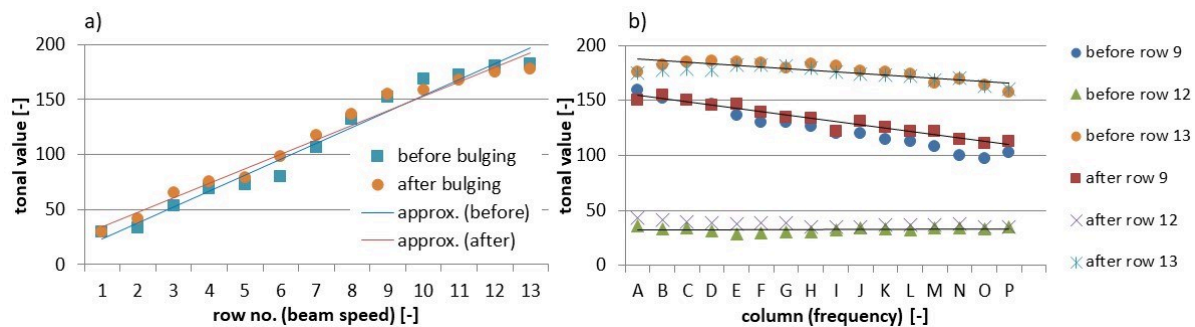 a)
200
150
100
50
0
tonal value [-]
before bulging
after bulging
approx. (before)
approx. (after)
1 2 3 4 5 6 7 8 9 10 11 12 13
row no. (beam speed) [-]
b)
200
150
100
50
0
tonal value [-]
A B C D E F G H I J K L M N O P
column (frequency) [-]
before row 9
before row 12
before row 13
after row 9
after row 12
after row 13